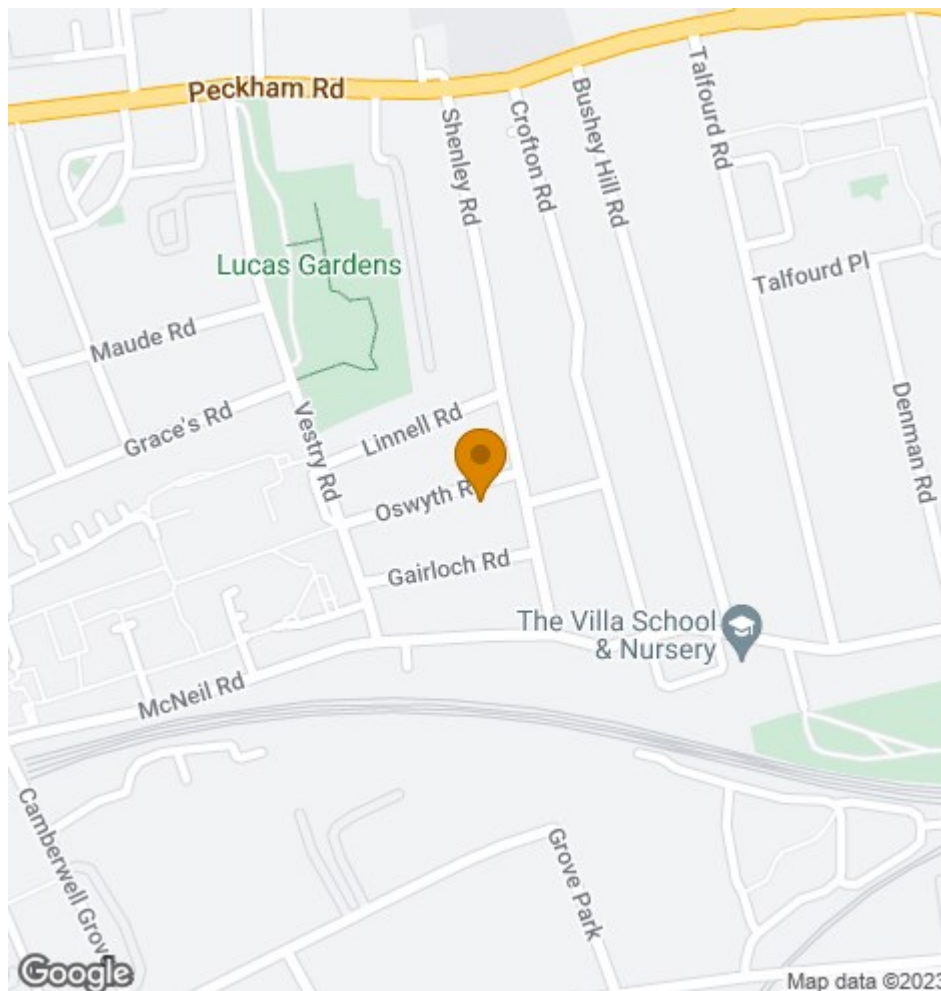 Peckham Rd
Shenley Rd
Crofton Rd
Bushey Hill Rd
Talfourd Rd
Lucas Gardens
Talfourd Pl
Maude Rd
Grace's Rd
Vestry Rd
Linnell Rd
Denman Rd
Oswyth R
Gairloch Rd
The Villa School
& Nursery
McNeil Rd
Camberwell Grove
Grove Park
Google
Map data ©2023